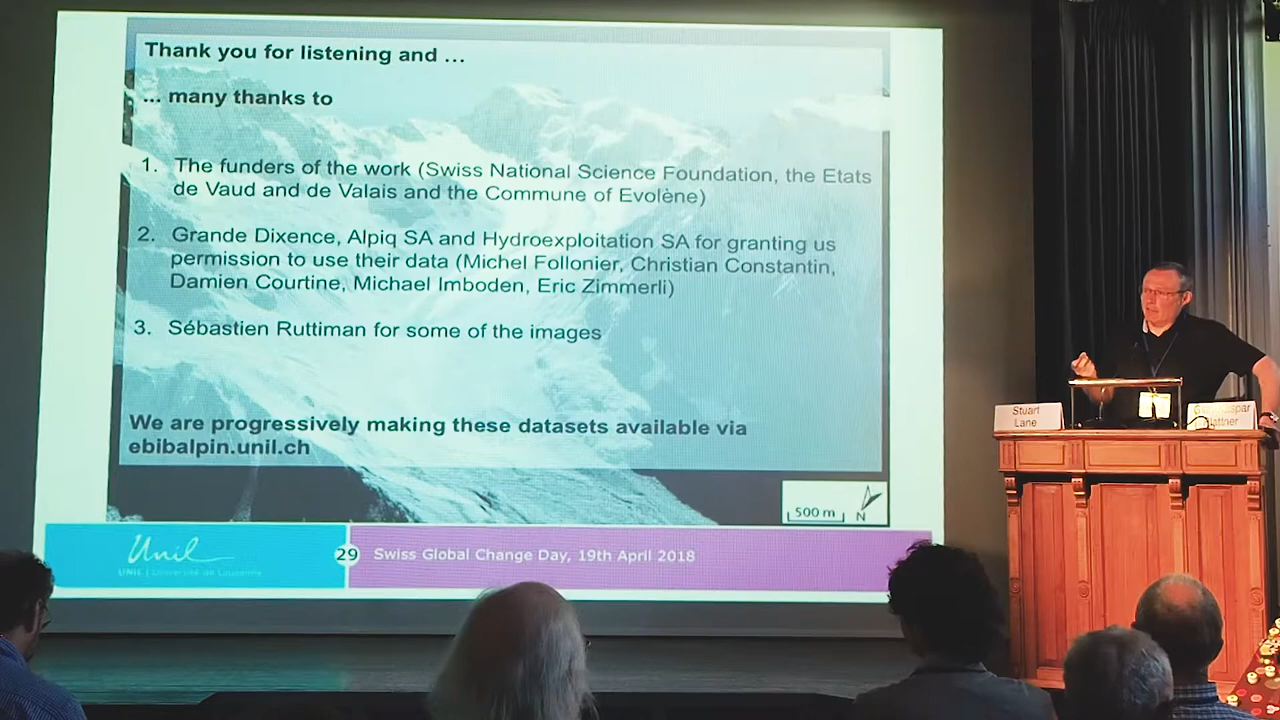 Thank you for listening and ...
... many thanks to
1. The funders of the work (Swiss National Science Foundation, the Etats
de Vaud and de Valais and the Commune of Evolène)
2. Grande Dixence, Alpiq SA and Hydroexploitation SA for granting us
permission to use their data (Michel Follonier, Christian Constantin,
Damien Courtine, Michael Imboden, Eric Zimmerli)
3. Sébastien Ruttiman for some of the images
We are progressively making these datasets available via
ebibalpin.unil.ch
500 m N
Unil
UNIL | Université de Lausanne
29 Swiss Global Change Day, 19th April 2018
Stuart
Lane